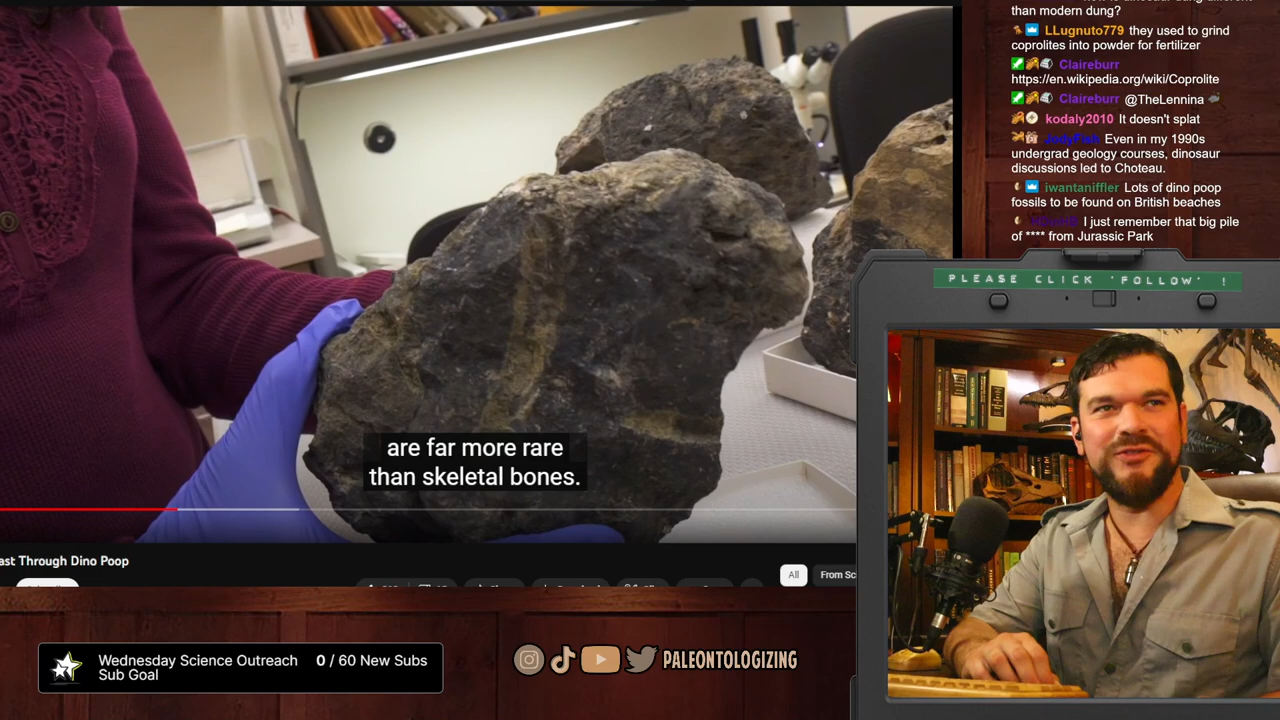 than modern dung?
LLugnuto779 they used to grind
coprolites into powder for fertilizer
Claireburr
https://en.wikipedia.org/wiki/Coprolite
Claireburr @TheLennina
kodaly2010 It doesn't splat
JodyFish Even in my 1990s
undergrad geology courses, dinosaur
discussions led to Choteau.
iwantaniffler Lots of dino poop
fossils to be found on British beaches
I just remember that big pile
of **** from Jurassic Park
PLEASE CLICK "FOLLOW" !
are far more rare
than skeletal bones.
ast Through Dino Poop
All
From Sc
Wednesday Science Outreach 0 / 60 New Subs
Sub Goal
PALEONTOLOGIZING